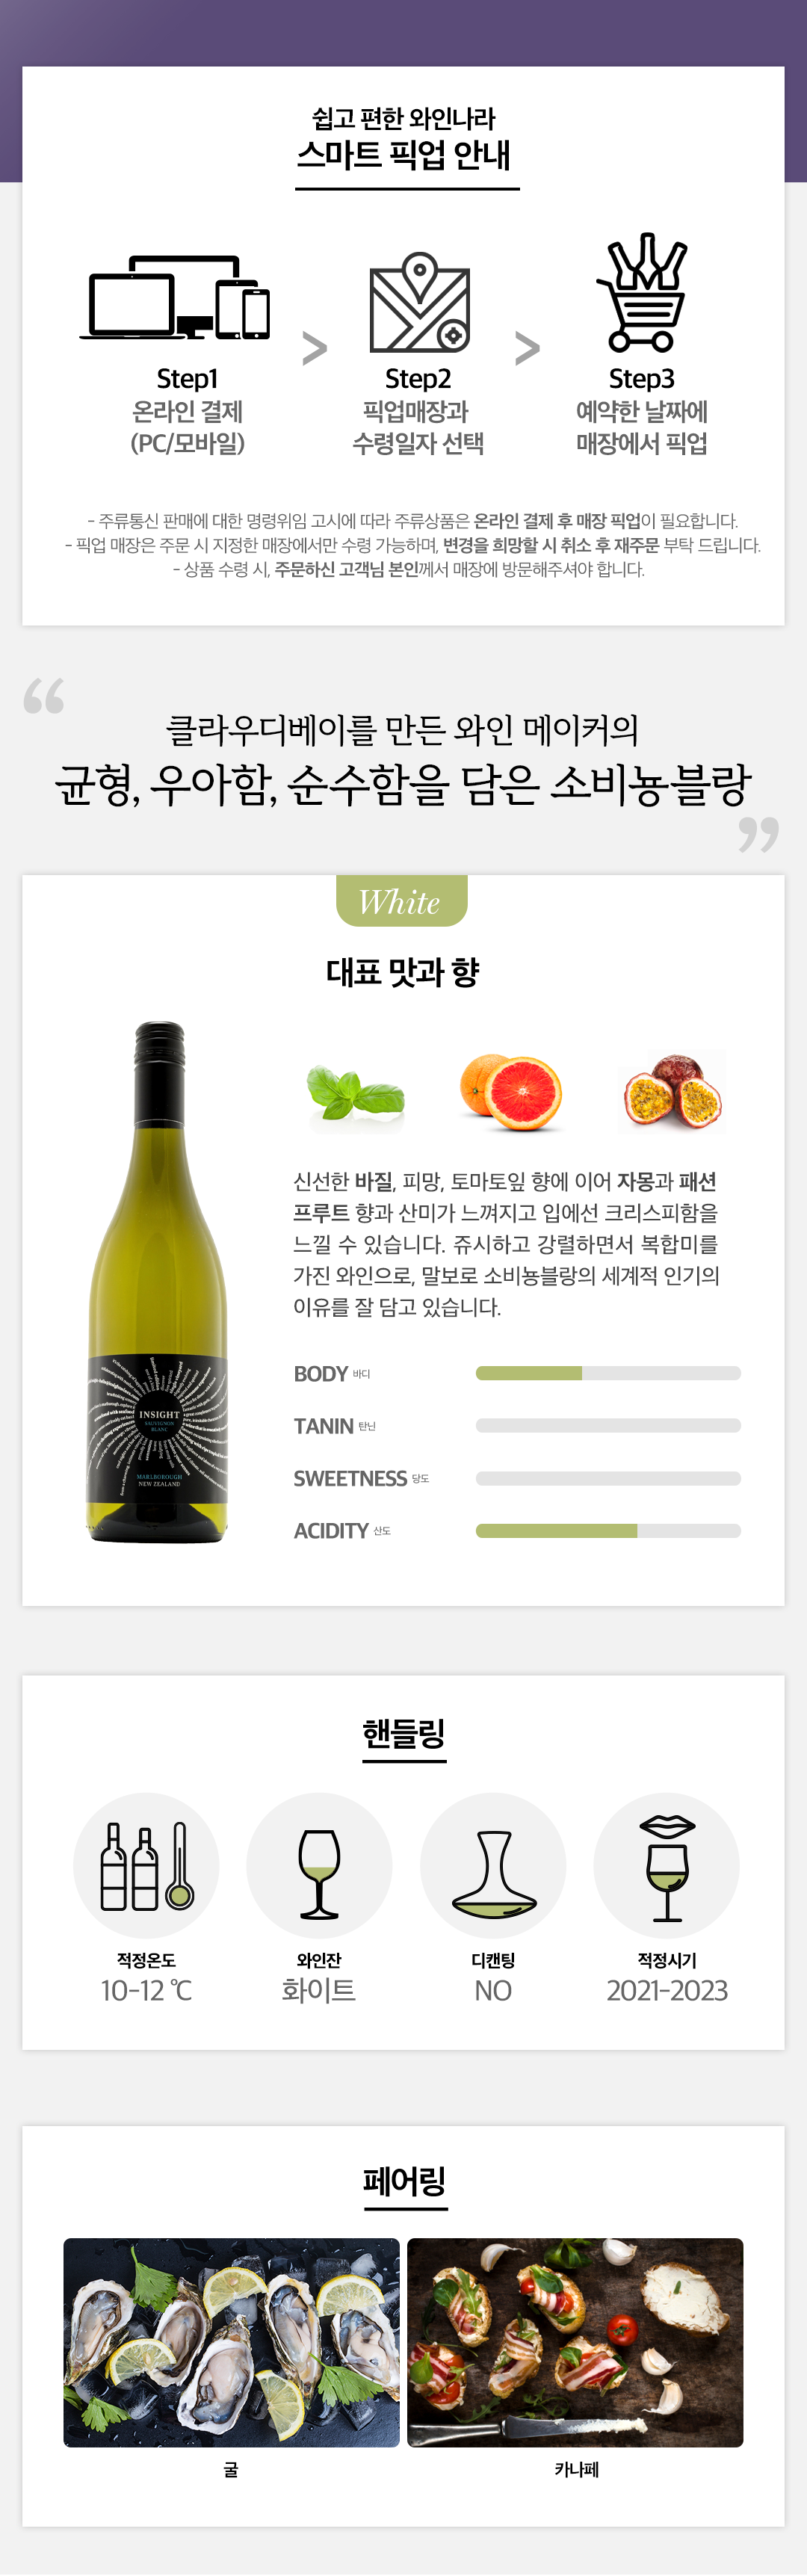 쉽고 편한 와인나라
스마트 픽업 안내
>
>
Step1
온라인 결제
(PC/모바일)
Step2
픽업매장과
수령일자 선택
Step3
예약한 날짜에
매장에서 픽업
- 주류통신 판매에 대한 명령위임 고시에 따라 주류상품은 온라인 결제 후 매장 픽업이 필요합니다.
- 픽업 매장은 주문 시 지정한 매장에서만 수령 가능하며, 변경을 희망할 시 취소 후 재주문 부탁 드립니다.
- 상품 수령 시, 주문하신 고객님 본인께서 매장에 방문해주셔야 합니다.
“
클라우디베이를 만든 와인 메이커의
균형, 우아함, 순수함을 담은 소비뇽블랑
”
White
대표 맛과 향
신선한 바질, 피망, 토마토잎 향에 이어 자몽과 패션
프루트 향과 산미가 느껴지고 입에선 크리스피함을
느낄 수 있습니다. 쥬시하고 강렬하면서 복합미를
가진 와인으로, 말보로 소비뇽블랑의 세계적 인기의
이유를 잘 담고 있습니다.
INSIGHT
SAUVIGNON
BLANC
MARLBOROUGH
NEW ZEALAND
BODY 바디
TANIN 탄닌
SWEETNESS 당도
ACIDITY 산도
핸들링
적정온도
10-12 ℃
와인잔
화이트
디캔팅
NO
적정시기
2021-2023
페어링
굴
카나페